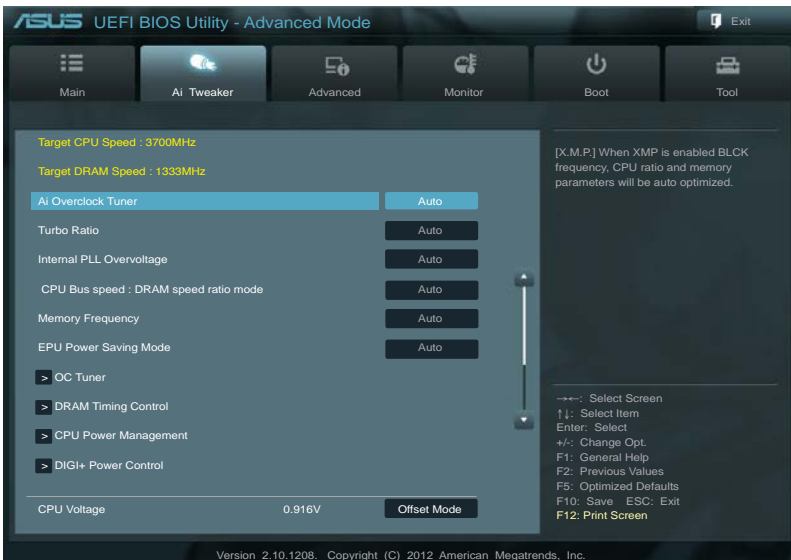 ASUS UEFI BIOS Utility - Advanced Mode
Exit
Main
Ai Tweaker
Advanced
Monitor
Boot
Tool
Target CPU Speed : 3700MHz
Target DRAM Speed : 1333MHz
Ai Overclock Tuner Auto
Turbo Ratio Auto
Internal PLL Overvoltage Auto
CPU Bus speed : DRAM speed ratio mode Auto
Memory Frequency Auto
EPU Power Saving Mode Auto
> OC Tuner
> DRAM Timing Control
> CPU Power Management
> DIGI+ Power Control
CPU Voltage 0.916V Offset Mode
[X.M.P.] When XMP is enabled BLCK
frequency, CPU ratio and memory
parameters will be auto optimized.
→←: Select Screen
↑↓: Select Item
Enter: Select
+/-: Change Opt.
F1: General Help
F2: Previous Values
F5: Optimized Defaults
F10: Save ESC: Exit
F12: Print Screen
Version 2.10.1208. Copyright (C) 2012 American Megatrends, Inc.